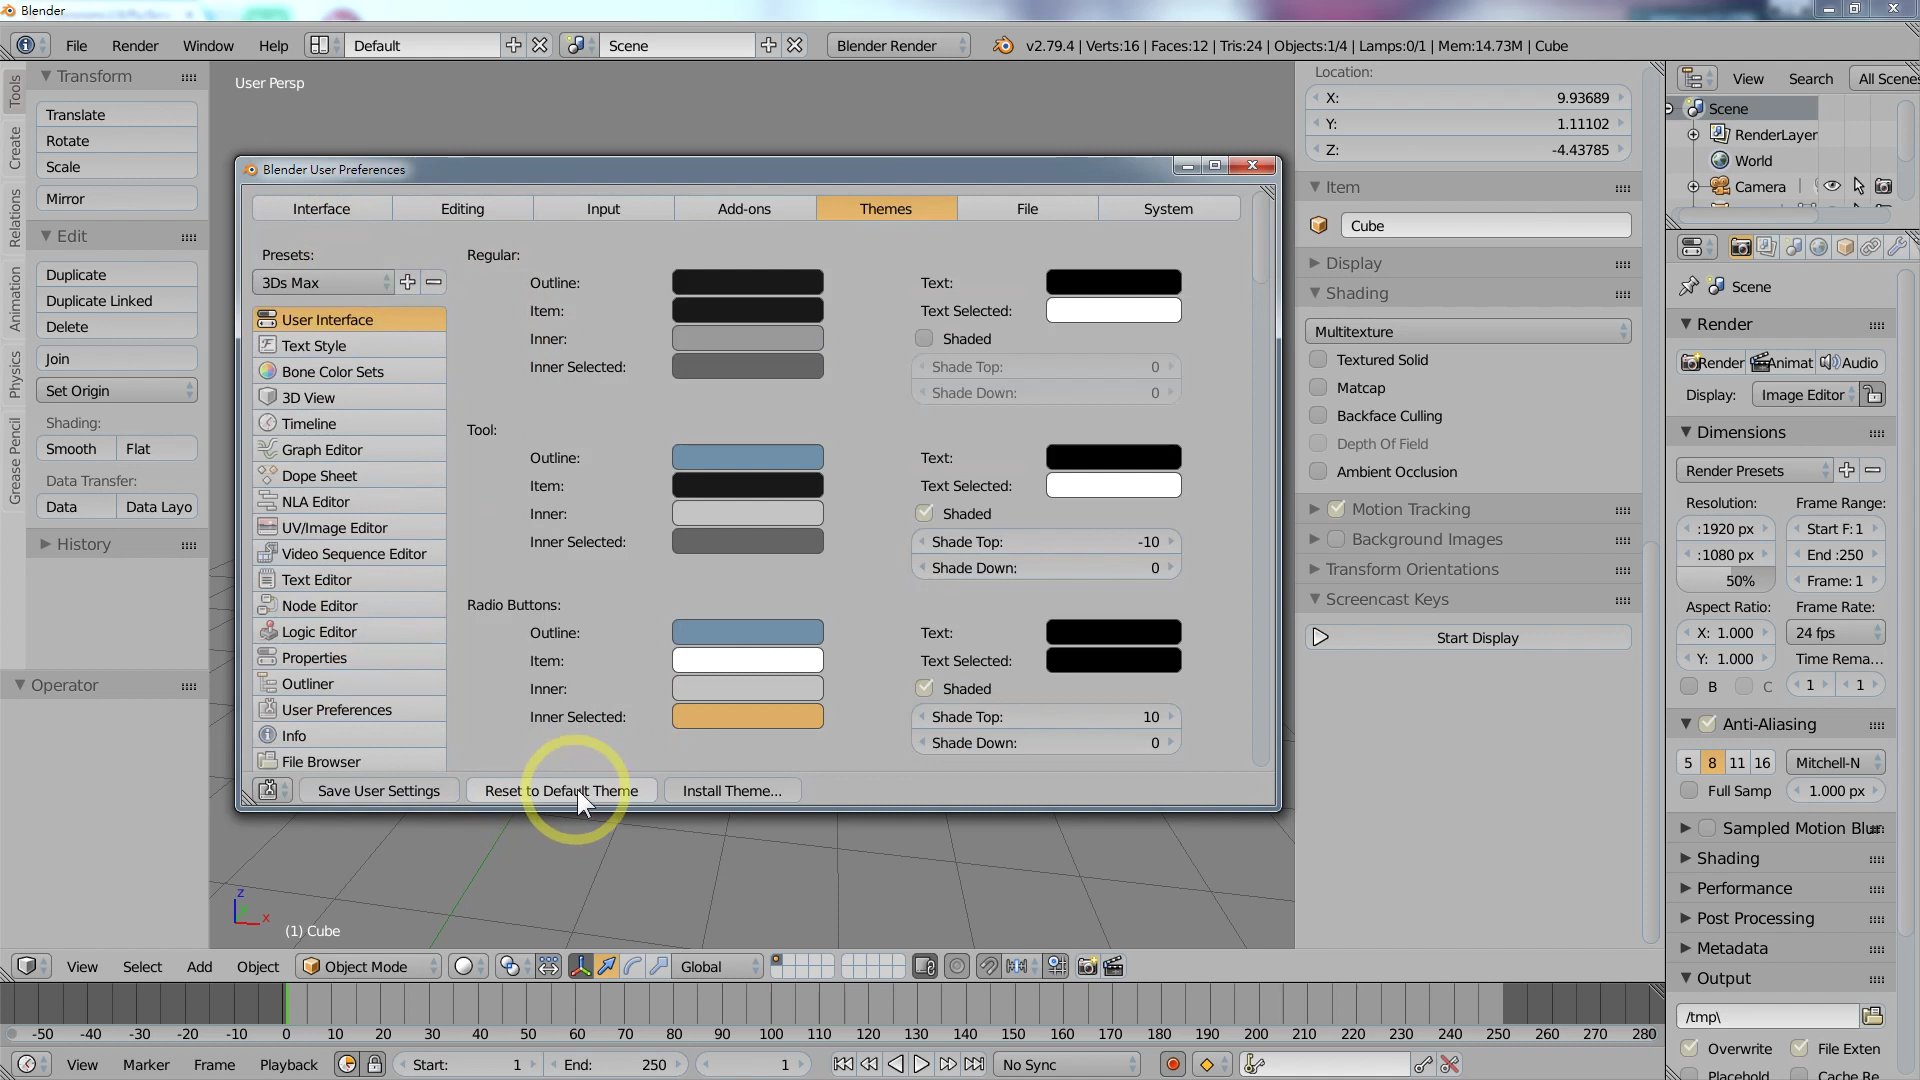 Blender
File Render Window Help Default Scene Blender Render v2.79.4 | Verts:16 | Faces:12 | Tris:24 | Objects:1/4 | Lamps:0/1 | Mem:14.73M | Cube
Tools
Create
Relations
Animation
Physics
Grease Pencil
Transform
Translate
Rotate
Scale
Mirror
Edit
Duplicate
Duplicate Linked
Delete
Join
Set Origin
Shading:
Smooth Flat
Data Transfer:
Data Data Layo
History
Operator
User Persp
Blender User Preferences
Interface Editing Input Add-ons Themes File System
Presets:
3Ds Max
User Interface
Text Style
Bone Color Sets
3D View
Timeline
Graph Editor
Dope Sheet
NLA Editor
UV/Image Editor
Video Sequence Editor
Text Editor
Node Editor
Logic Editor
Properties
Outliner
User Preferences
Info
File Browser
Regular:
Outline: Text:
Item: Text Selected:
Inner: Shaded
Inner Selected: Shade Top: 0
Shade Down: 0
Tool:
Outline: Text:
Item: Text Selected:
Inner: Shaded
Inner Selected: Shade Top: -10
Shade Down: 0
Radio Buttons:
Outline: Text:
Item: Text Selected:
Inner: Shaded
Inner Selected: Shade Top: 10
Shade Down: 0
Save User Settings Reset to Default Theme Install Theme...
z
x
(1) Cube
Location:
X: 9.93689
Y: 1.11102
Z: -4.43785
Item
Cube
Display
Shading
Multitexture
Textured Solid
Matcap
Backface Culling
Depth Of Field
Ambient Occlusion
Motion Tracking
Background Images
Transform Orientations
Screencast Keys
Start Display
View Search All Scenes
Scene
RenderLayer
World
Camera
Scene
Render
Render Animat Audio
Display: Image Editor
Dimensions
Render Presets
Resolution: Frame Range:
:1920 px Start F: 1
:1080 px End :250
50% Frame: 1
Aspect Ratio: Frame Rate:
X: 1.000 24 fps
Y: 1.000 Time Rema...
B C 1 1
Anti-Aliasing
5 8 11 16 Mitchell-N
Full Samp 1.000 px
Sampled Motion Blur
Shading
Performance
Post Processing
Metadata
Output
/tmp\
Overwrite File Exten
Placehold Cache Re
View Select Add Object Object Mode Global
-50 -40 -30 -20 -10 0 10 20 30 40 50 60 70 80 90 100 110 120 130 140 150 160 170 180 190 200 210 220 230 240 250 260 270 280
View Marker Frame Playback Start: 1 End: 250 1 No Sync